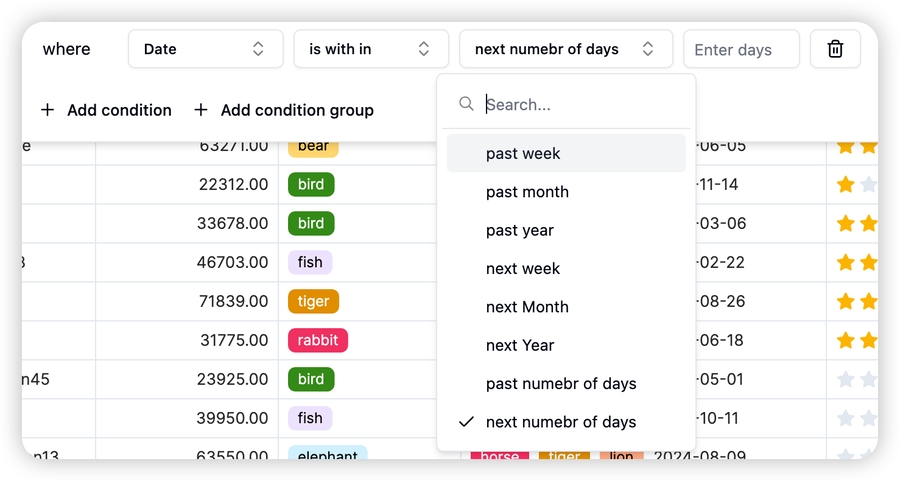 where Date is with in next numebr of days Enter days
Add condition Add condition group
Search...
past week
past month
past year
next week
next Month
next Year
past numebr of days
next numebr of days
e 63271.00 bear -06-05
22312.00 bird -11-14
33678.00 bird -03-06
3 46703.00 fish -02-22
71839.00 tiger -08-26
31775.00 rabbit -06-18
n45 23925.00 bird -05-01
39950.00 fish -10-11
n13 63550.00 elephant horse tiger lion 2024-08-09